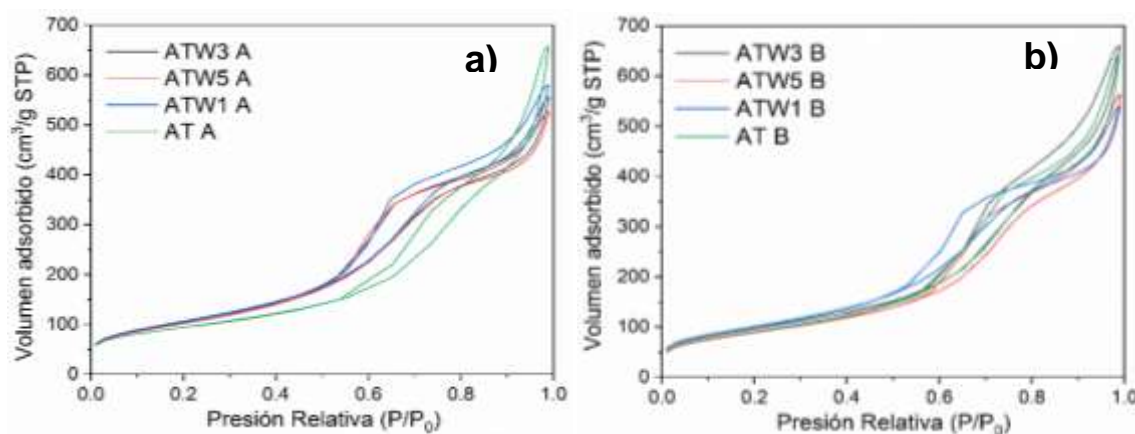 a)
ATW3 A
ATW5 A
ATW1 A
AT A
Volumen adsorbido (cm³/g STP)
700
600
500
400
300
200
100
0
0.0 0.2 0.4 0.6 0.8 1.0
Presión Relativa (P/P₀)
b)
ATW3 B
ATW5 B
ATW1 B
AT B
Volumen adsorbido (cm³/g STP)
700
600
500
400
300
200
100
0
0.0 0.2 0.4 0.6 0.8 1.0
Presión Relativa (P/P₀)